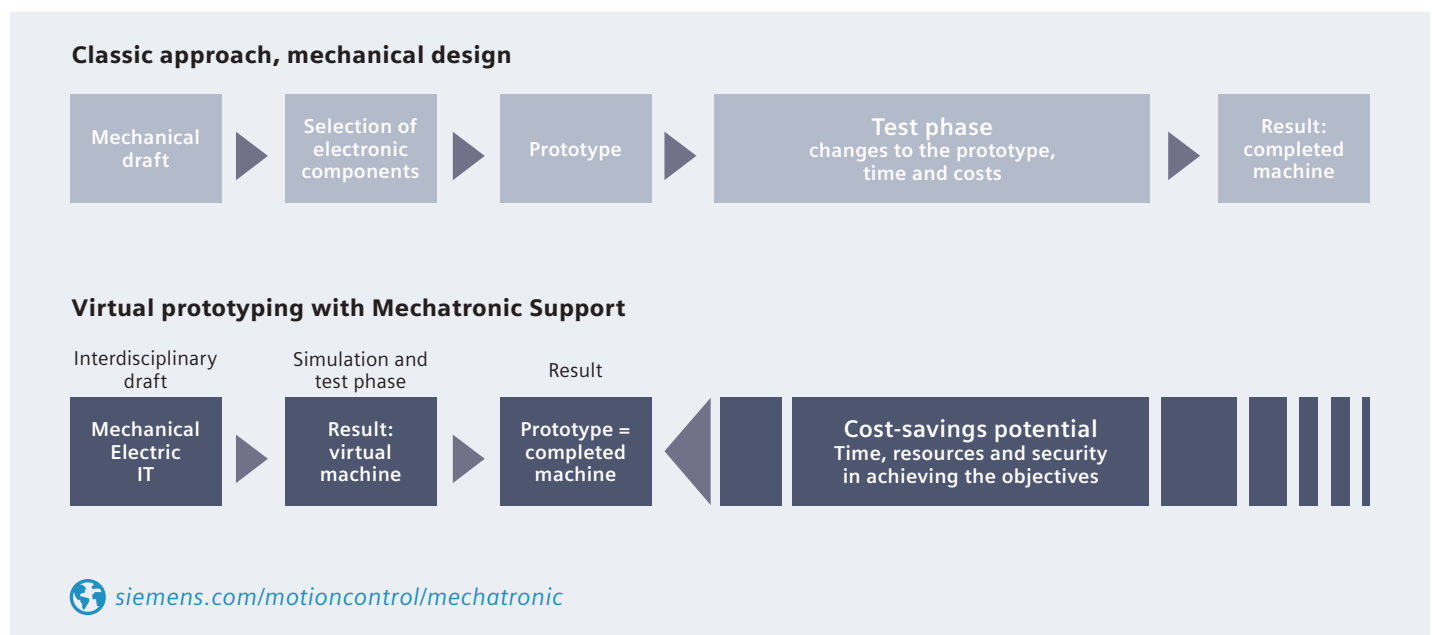 Classic approach, mechanical design
Mechanical
draft
Selection of
electronic
components
Prototype
Test phase
changes to the prototype,
time and costs
Result:
completed
machine
Virtual prototyping with Mechatronic Support
Interdisciplinary
draft
Mechanical
Electric
IT
Simulation and
test phase
Result:
virtual
machine
Result
Prototype =
completed
machine
Cost-savings potential
Time, resources and security
in achieving the objectives
siemens.com/motioncontrol/mechatronic